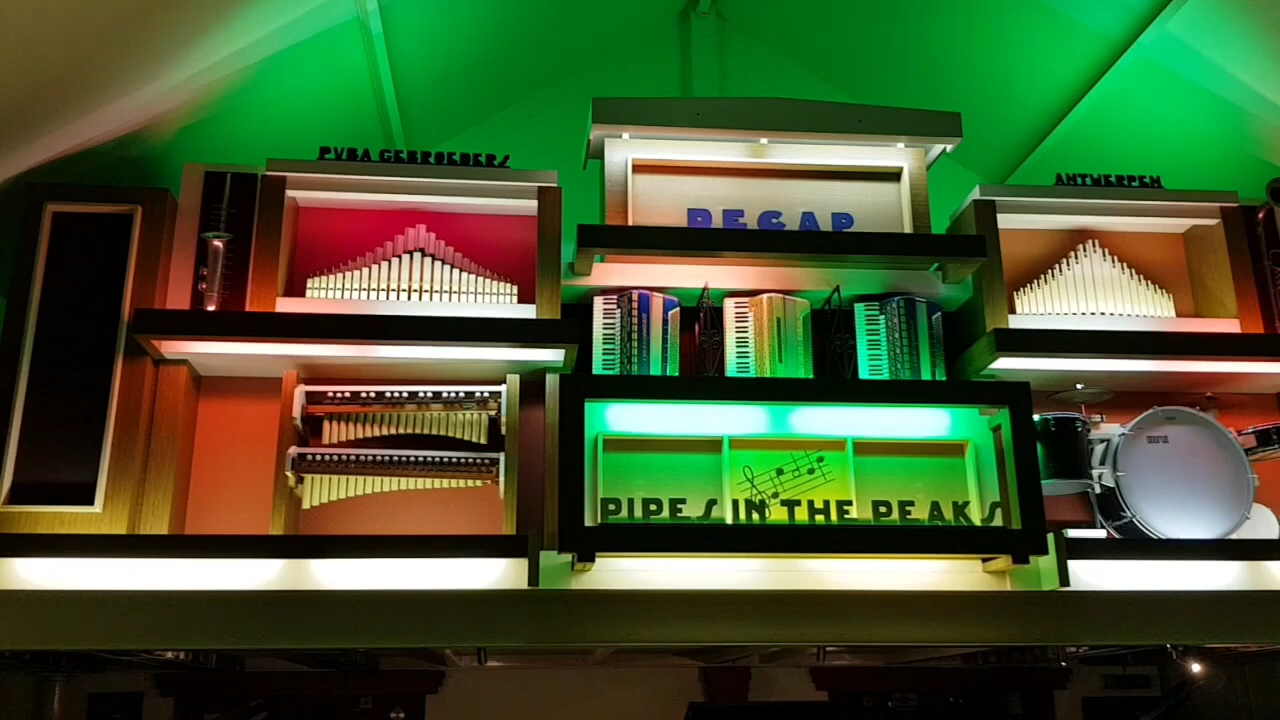 PVBA GEBROEDERS
DECAP
ANTWERPEN
PIPES IN THE PEAKS